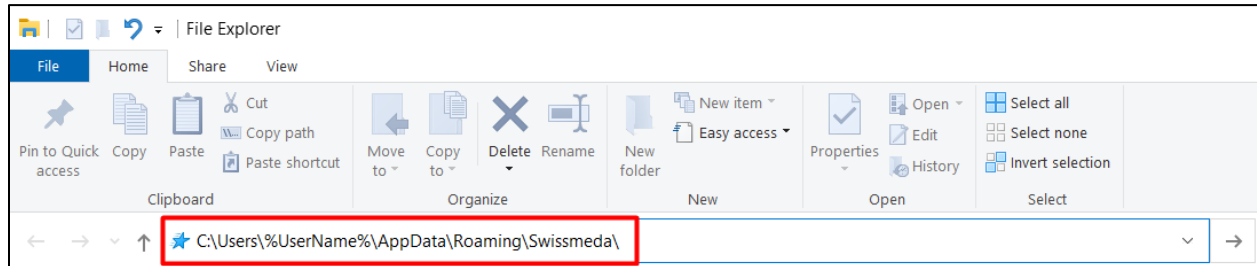 File Explorer
File Home Share View
Pin to Quick access
Copy
Paste
Cut
W... Copy path
Paste shortcut
Clipboard
Move to
Copy to
Delete
Rename
Organize
New folder
New item
Easy access
New
Properties
Open
Edit
History
Open
Select all
Select none
Invert selection
Select
C:\Users\%UserName%\AppData\Roaming\Swissmeda\